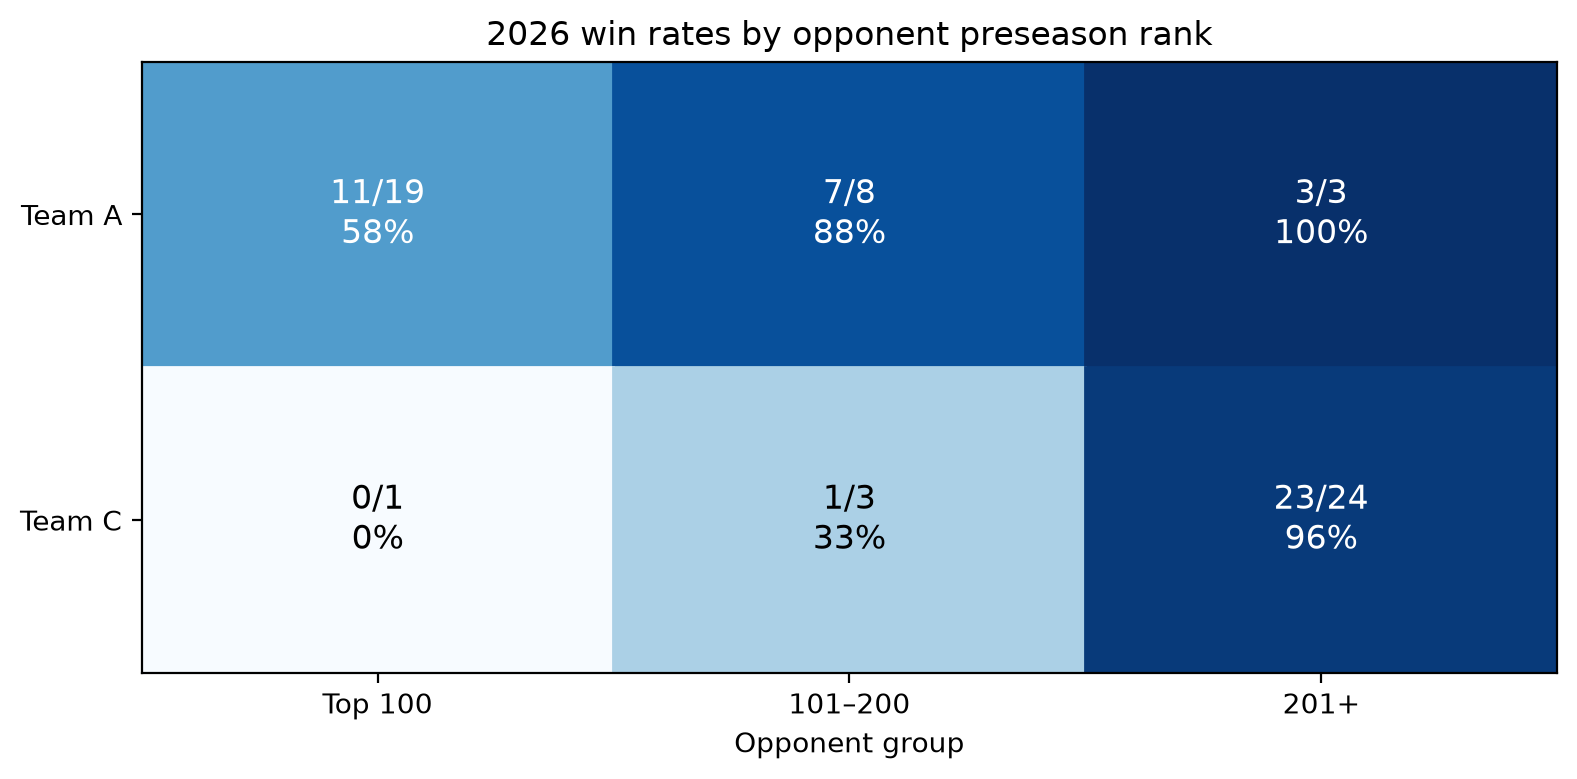 2026 win rates by opponent preseason rank
Team A
11/19
58%
7/8
88%
3/3
100%
Team C
0/1
0%
1/3
33%
23/24
96%
Top 100
101–200
201+
Opponent group